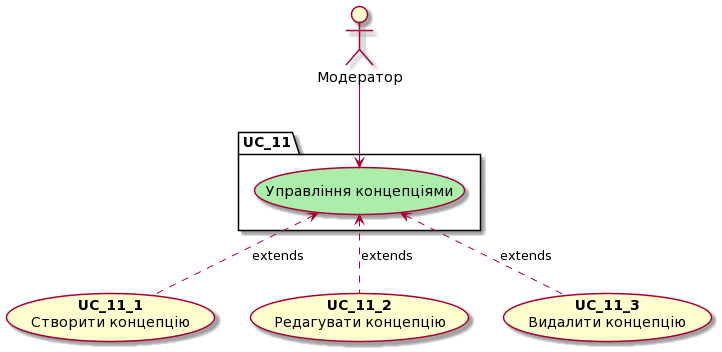 Модератор
UC_11
Управління концепціями
extends
extends
extends
UC_11_1
Створити концепцію
UC_11_2
Редагувати концепцію
UC_11_3
Видалити концепцію